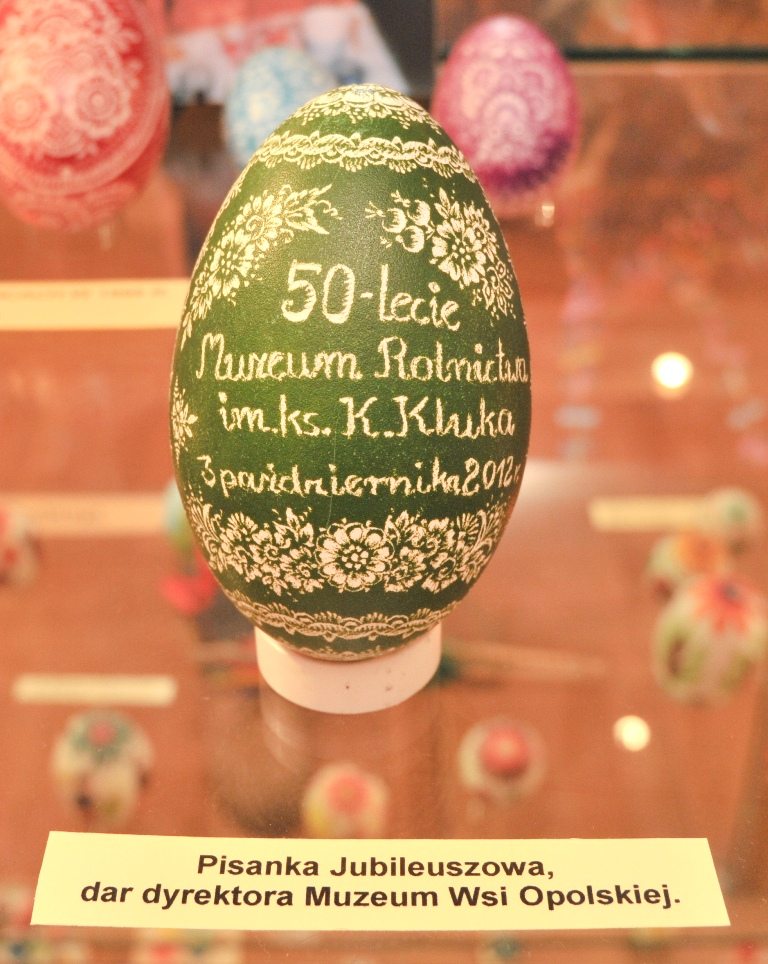 50-lecie
Muzeum Rolnictwa
im. ks. K. Kluka
3 października 2012 r.
Pisanka Jubileuszowa,
dar dyrektora Muzeum Wsi Opolskiej.